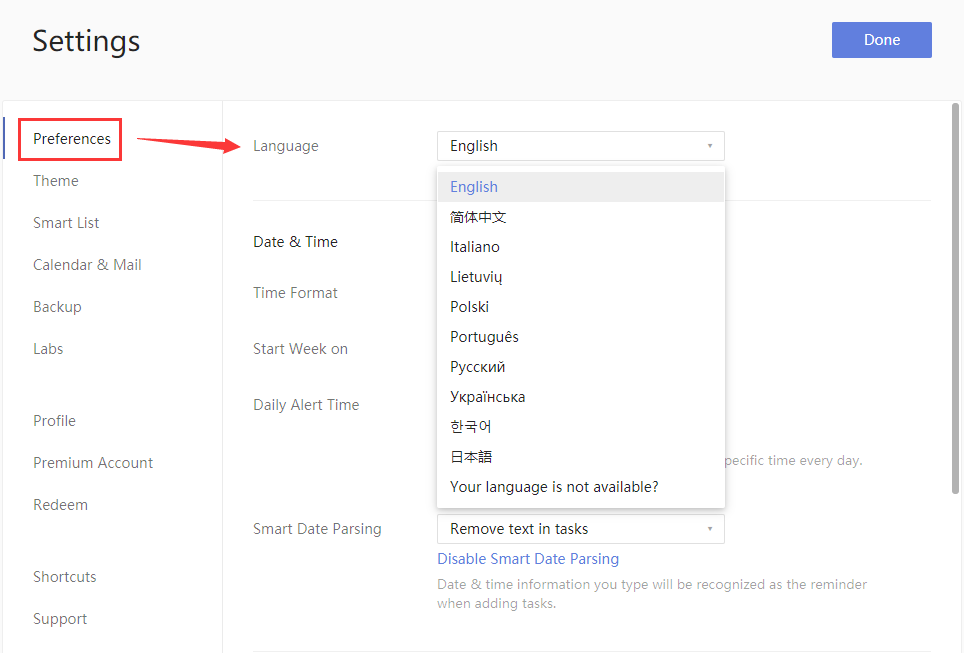 Settings
Done
Preferences
Theme
Smart List
Calendar & Mail
Backup
Labs
Profile
Premium Account
Redeem
Shortcuts
Support
Language
English
English
简体中文
Italiano
Lietuvių
Polski
Português
Русский
Українська
한국어
日本語
Your language is not available?
Date & Time
Time Format
Start Week on
Daily Alert Time
specific time every day.
Smart Date Parsing
Remove text in tasks
Disable Smart Date Parsing
Date & time information you type will be recognized as the reminder
when adding tasks.